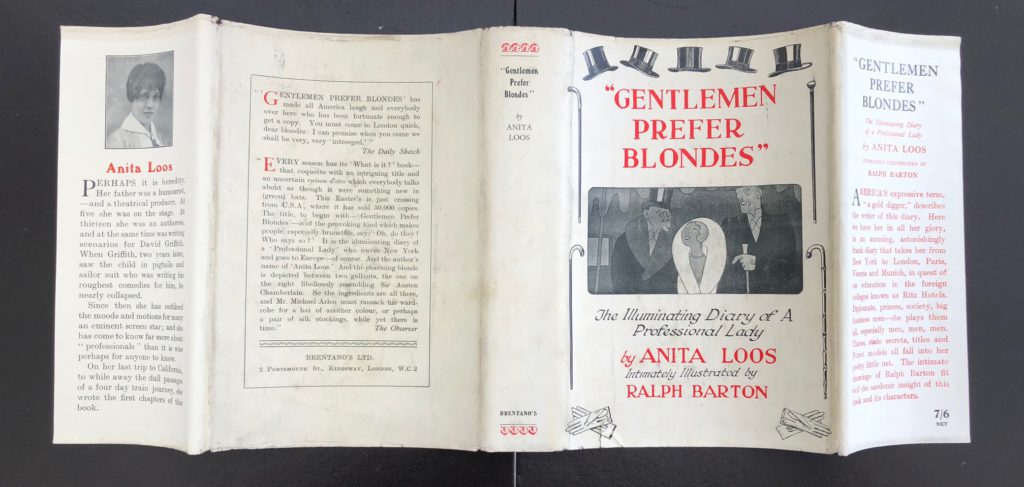 Anita Loos
PERHAPS it is heredity.
Her father was a humorist,
—and a theatrical producer. At
five she was on the stage. At
thirteen she was an authoress,
and at the same time was writing
scenarios for David Griffith.
When Griffith, two years later,
saw the child in pigtails and
sailor suit who was writing his
roughest comedies for him, he
nearly collapsed.
Since then she has outlined
the moods and motions for many
an eminent screen star; and she
has come to know far more about
"professionals" than it is
perhaps for anyone to know.
On her last trip to California,
to while away the dull passages
of a four day train journey, she
wrote the first chapters of this
book.
"'GENTLEMEN PREFER BLONDES' has
made all America laugh and everybody
over here who has been fortunate enough to
get a copy. You must come to London quick,
dear blondes: I can promise when you come we
shall be very, very 'intreeged.'"
The Daily Sketch
"EVERY season has its 'What is it?' book—
that coquette with an intriguing title and
an uncertain raison d'etre which everybody talks
about as though it were something new in
(green) hats. This Easter's is just crossing
from U.S.A., where it has sold 50,000 copies.
The title, to begin with—'Gentlemen Prefer
Blondes'—is of the provoking kind which makes
people, especially brunettes, say: 'Oh, do they!
Who says so?' It is the illuminating diary of
a 'Professional Lady' who leaves New York
and goes to Europe—of course. And the author's
name of 'Anita Loos.' And the charming blonde
is depicted between two gallants, the one on
the right libellously resembling Sir Austen
Chamberlain. So the ingredients are all there,
and Mr. Michael Arlen must ransack his ward-
robe for a hat of another colour, or perhaps
a pair of silk stockings, while yet there is
time."
The Observer
BRENTANO'S LTD.
2 PORTSMOUTH ST., KINGSWAY, LONDON, W.C.2
"Gentlemen
Prefer
Blondes"
by
ANITA
LOOS
BRENTANO'S
"GENTLEMEN
PREFER
BLONDES"
The Illuminating Diary of A
Professional Lady
by ANITA LOOS
Intimately Illustrated by
RALPH BARTON
"GENTLEMEN
PREFER
BLONDES"
The Illuminating Diary
of a Professional Lady
by ANITA LOOS
INTIMATELY ILLUSTRATED BY
RALPH BARTON
AMERICA'S expressive term,
"a gold digger," describes
the writer of this diary. Here
we have her in all her glory,
in an amusing, astonishingly
frank diary that takes her from
New York to London, Paris,
Vienna and Munich, in quest of
an education in the foreign
colleges known as Ritz Hotels.
Diplomats, princes, society, big
business men—she plays them
all, especially men, men, men.
Tiaras, state secrets, titles and
Poiret models all fall into her
pretty little net. The intimate
drawings of Ralph Barton fit
well the sardonic insight of this
book and its characters.
7/6
NET